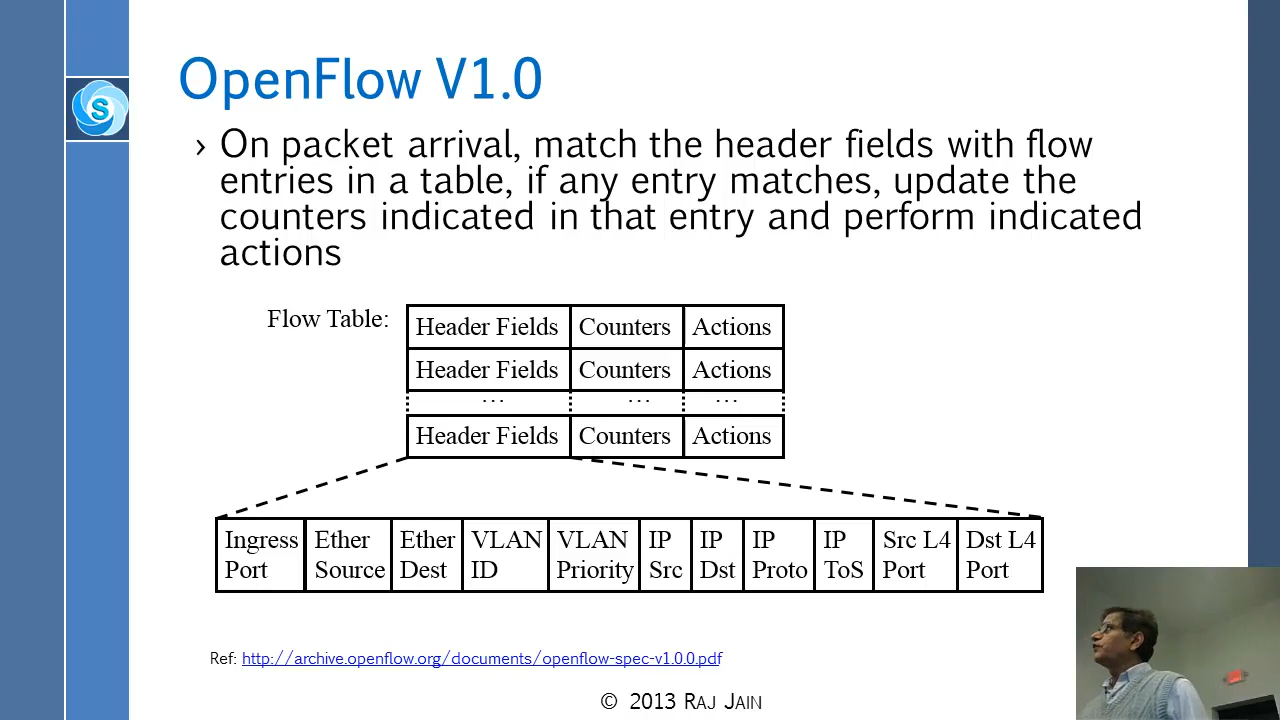 S
OpenFlow V1.0
› On packet arrival, match the header fields with flow
entries in a table, if any entry matches, update the
counters indicated in that entry and perform indicated
actions
Flow Table:
Header Fields Counters Actions
Header Fields Counters Actions
... ... ...
Header Fields Counters Actions
Ingress Ether Ether VLAN VLAN IP IP IP IP Src L4 Dst L4
Port Source Dest ID Priority Src Dst Proto ToS Port Port
Ref: http://archive.openflow.org/documents/openflow-spec-v1.0.0.pdf
© 2013 RAJ JAIN